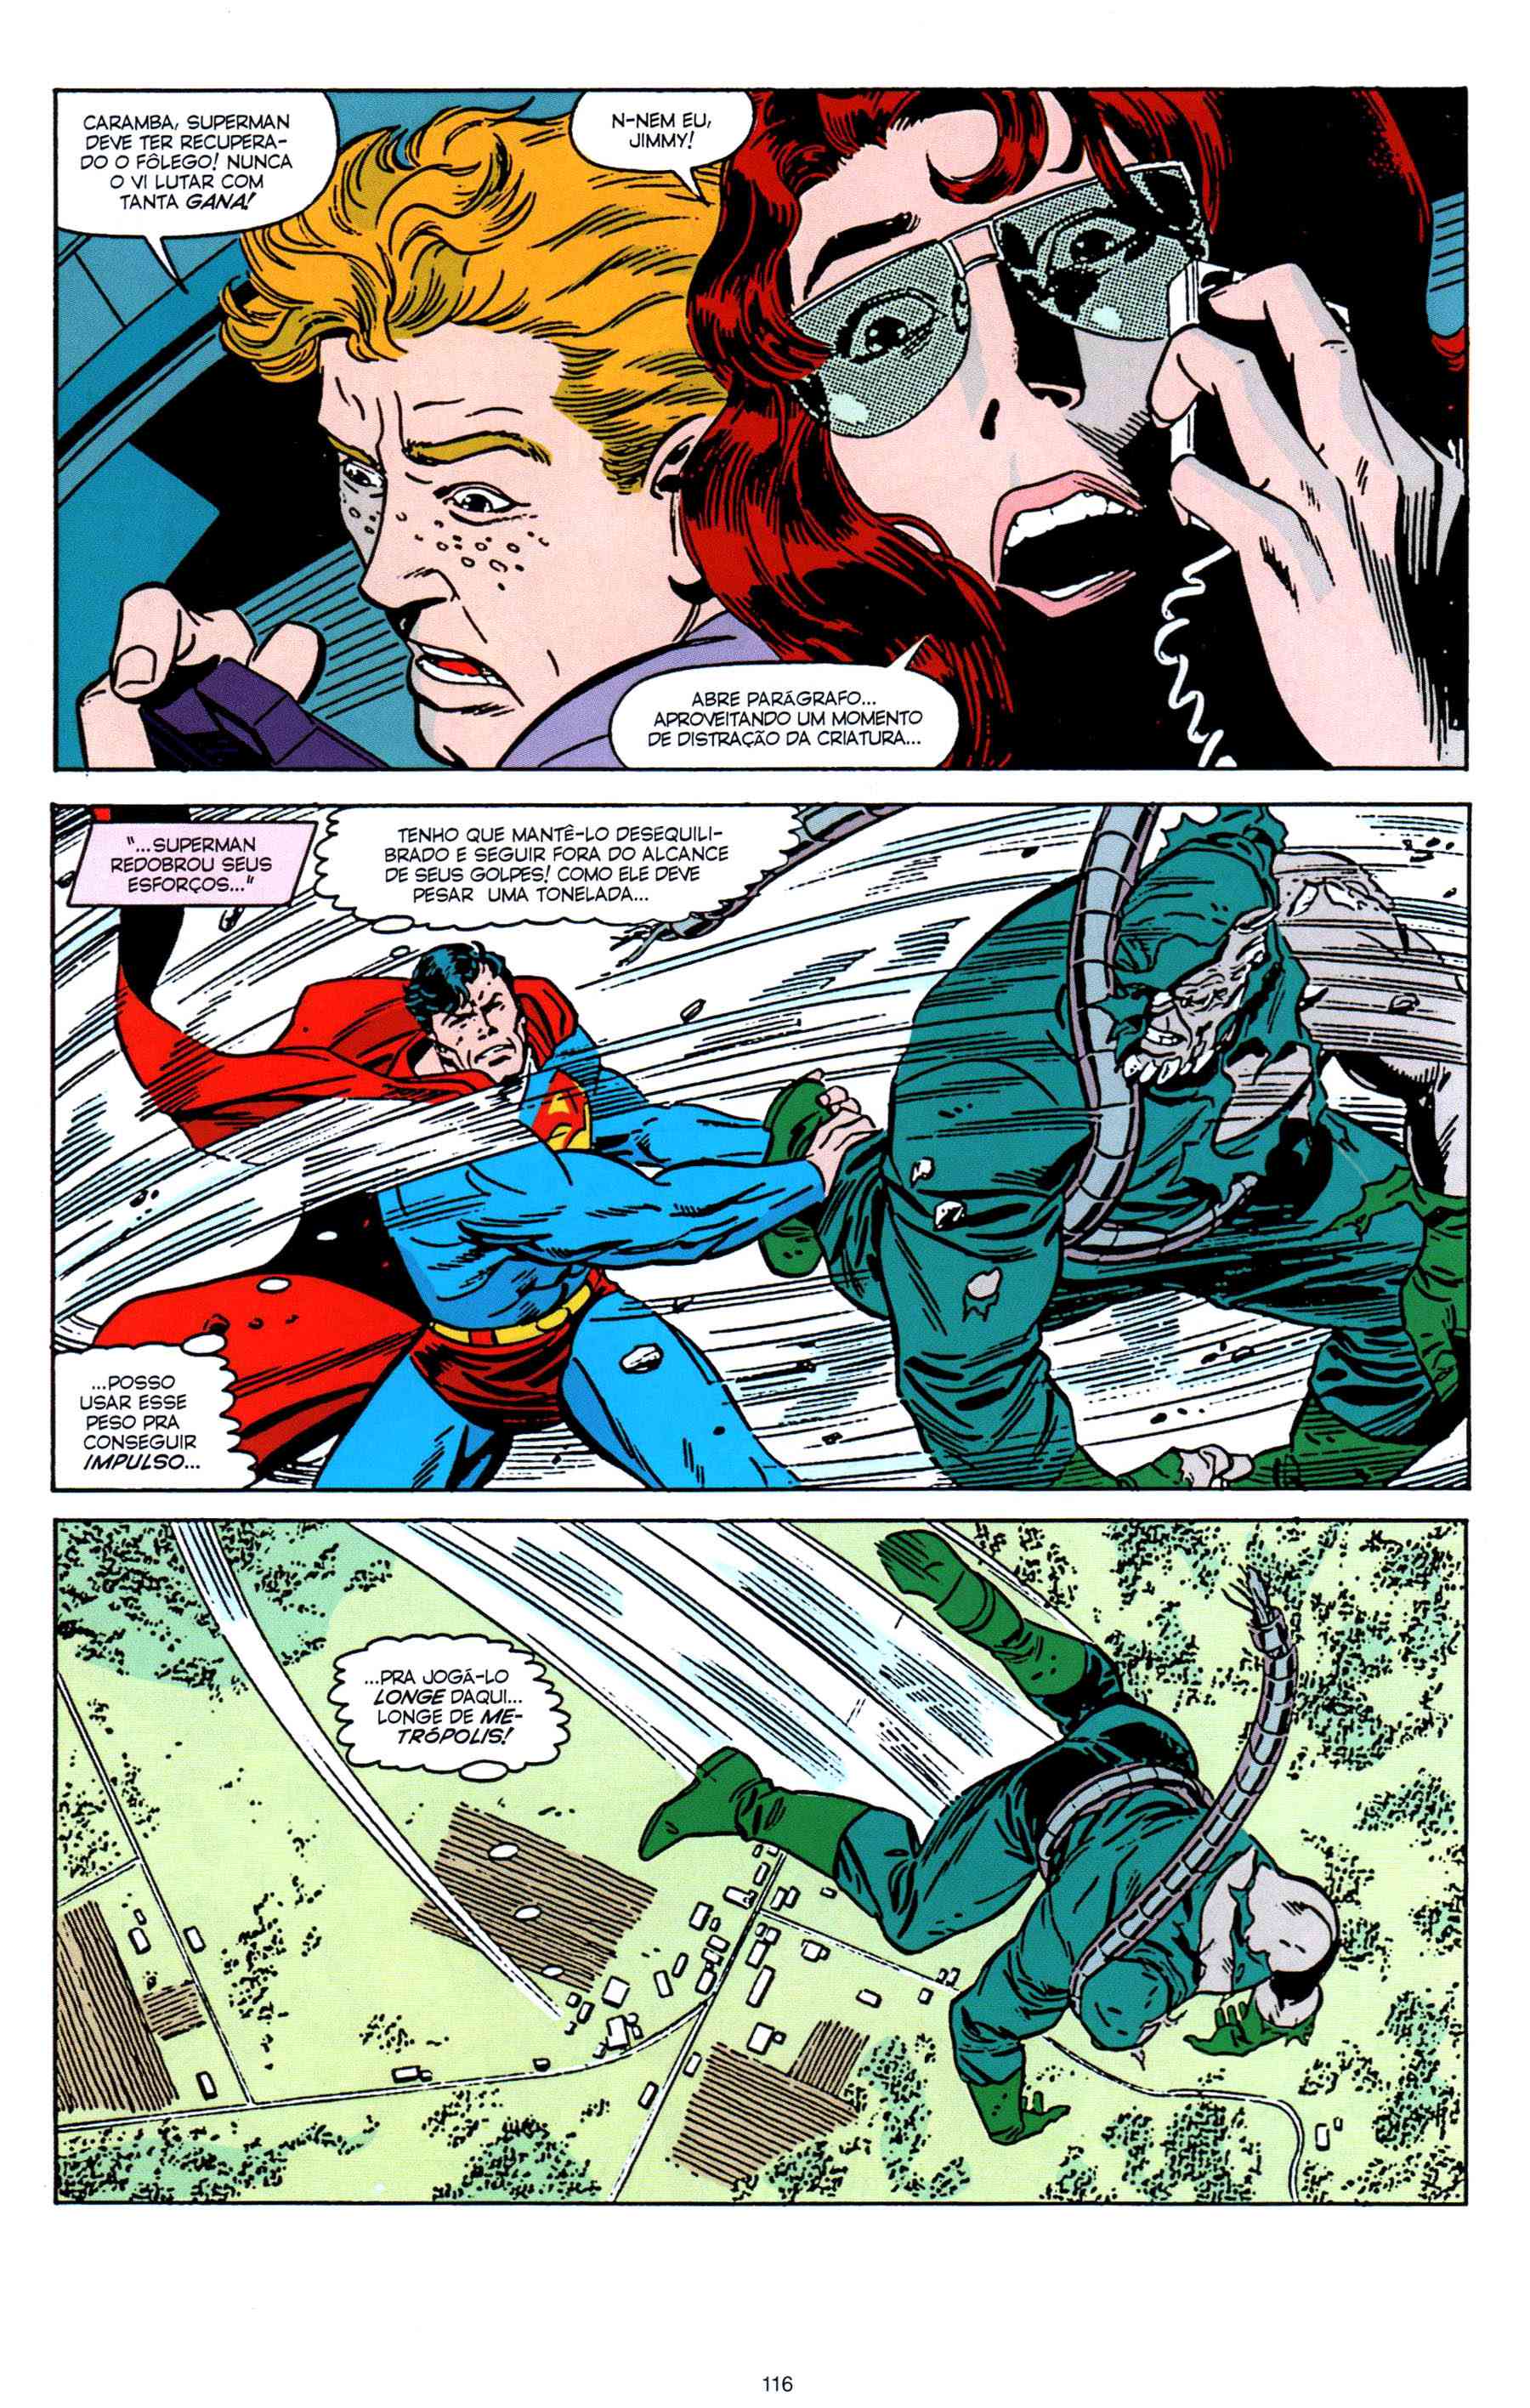 CARAMBA, SUPERMAN
DEVE TER RECUPERA-
DO O FÔLEGO! NUNCA
O VI LUTAR COM
TANTA GANA!
N-NEM EU,
JIMMY!
ABRE PARÁGRAFO...
APROVEITANDO UM MOMENTO
DE DISTRAÇÃO DA CRIATURA...
"...SUPERMAN
REDOBROU SEUS
ESFORÇOS..."
TENHO QUE MANTÊ-LO DESEQUILI-
BRADO E SEGUIR FORA DO ALCANCE
DE SEUS GOLPES! COMO ELE DEVE
PESAR UMA TONELADA...
...POSSO
USAR ESSE
PESO PRA
CONSEGUIR
IMPULSO...
...PRA JOGÁ-LO
LONGE DAQUI...
LONGE DE ME-
TRÓPOLIS!
116